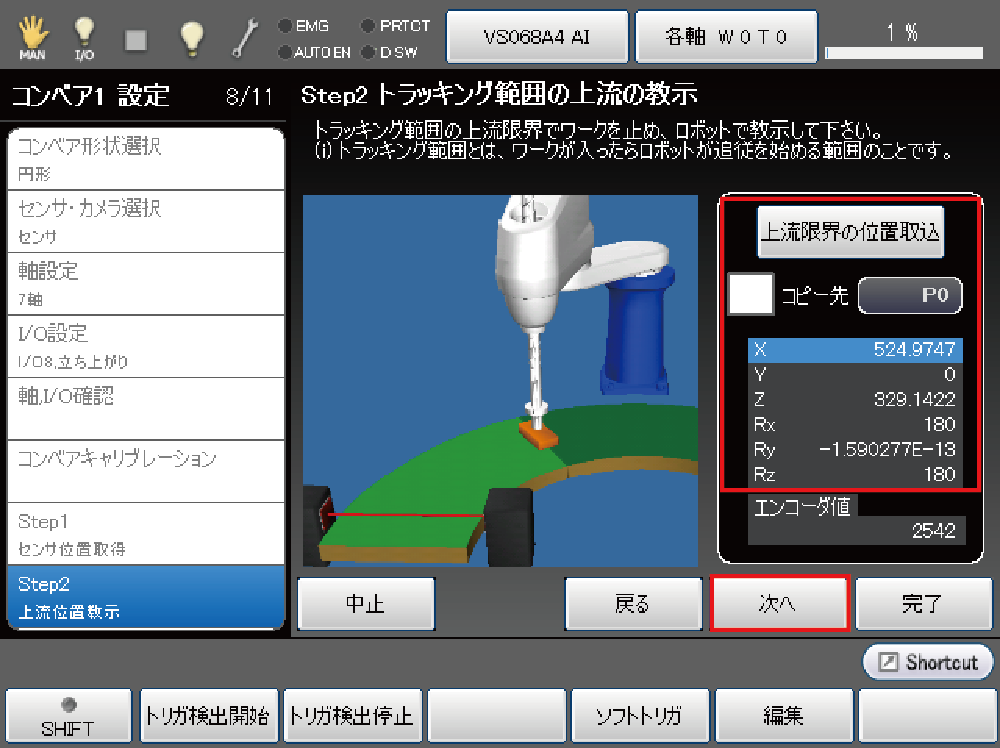 MAN
I/O
EMG
PRTCT
AUTO EN
D SW
VS068A4 AI
各軸 W0T0
1 %
コンベア1 設定 8/11
Step2 トラッキング範囲の上流の教示
トラッキング範囲の上流限界でワークを止め、ロボットで教示して下さい。
(i)トラッキング範囲とは、ワークが入ったらロボットが追従を始める範囲のことです。
コンベア形状選択
円形
センサ・カメラ選択
センサ
軸設定
7軸
I/O設定
I/O8,立ち上がり
軸,I/O確認
コンベアキャリブレーション
Step1
センサ位置取得
Step2
上流位置教示
上流限界の位置取込
コピー先 P0
X 524.9747
Y 0
Z 329.1422
Rx 180
Ry -1.590277E-13
Rz 180
エンコーダ値
2542
中止
戻る
次へ
完了
Shortcut
SHIFT
トリガ検出開始
トリガ検出停止
ソフトトリガ
編集